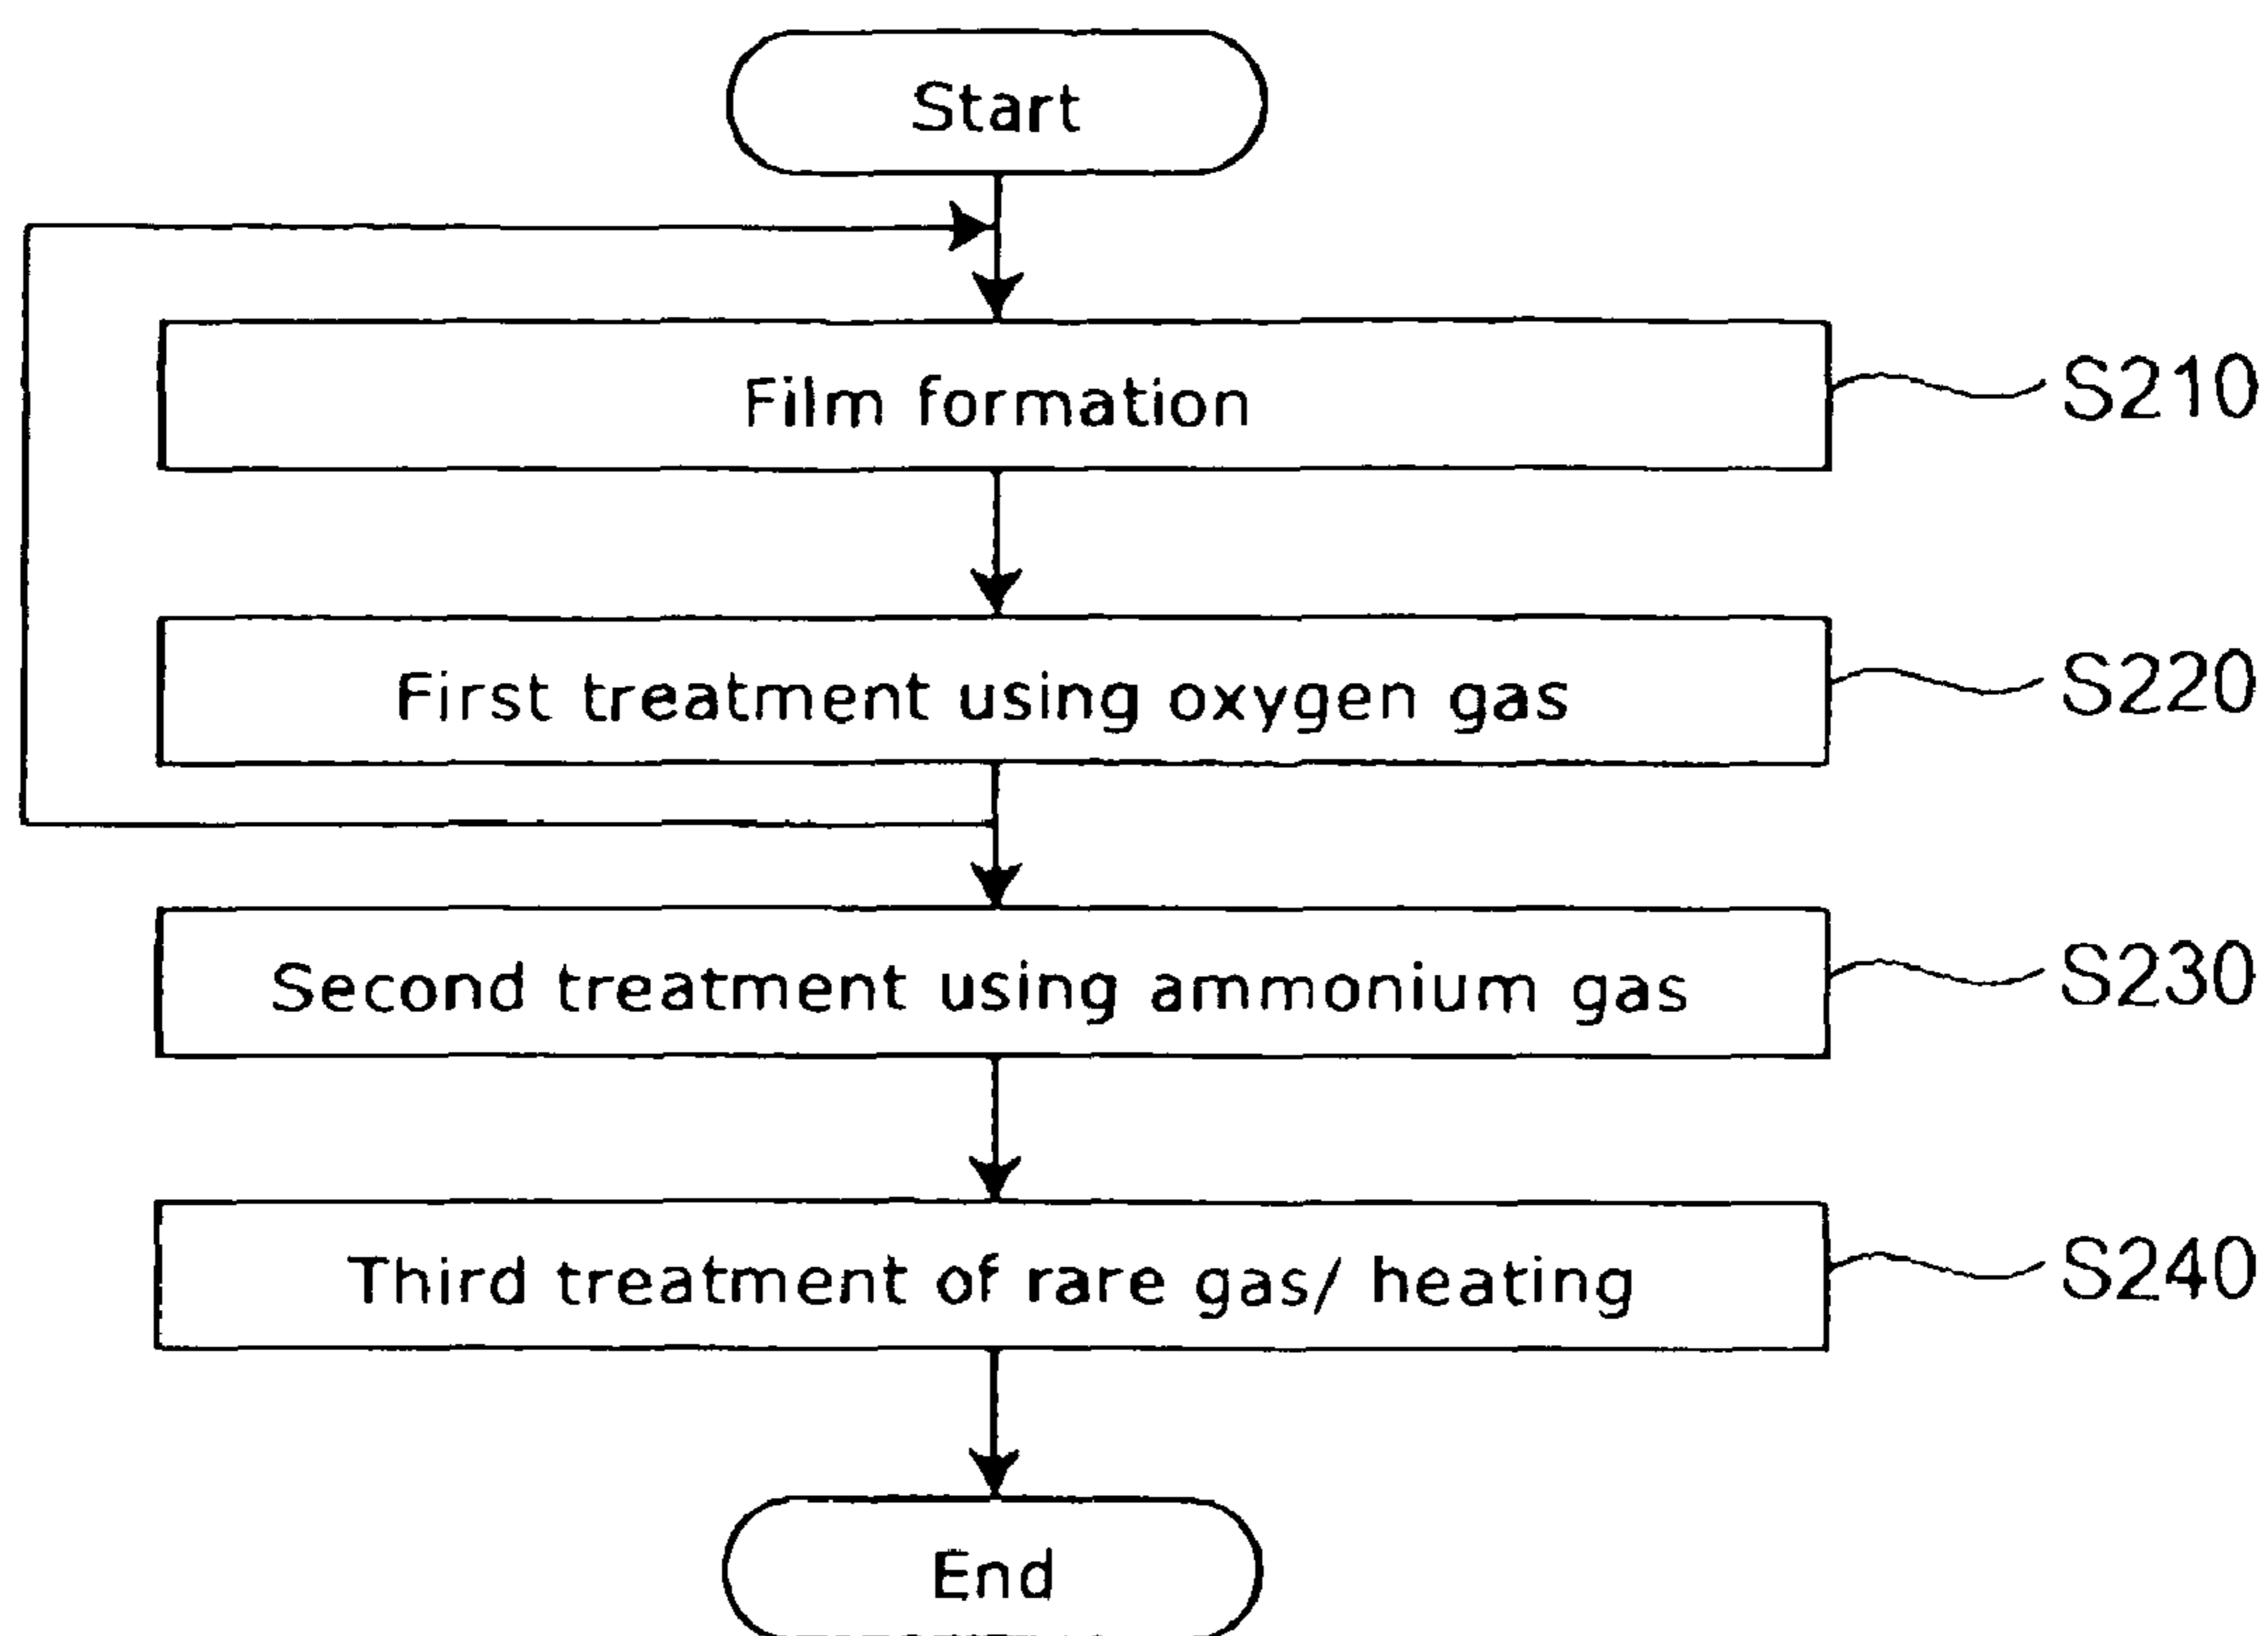 Start
Film formation
S210
First treatment using oxygen gas
S220
Second treatment using ammonium gas
S230
Third treatment of rare gas/ heating
S240
End